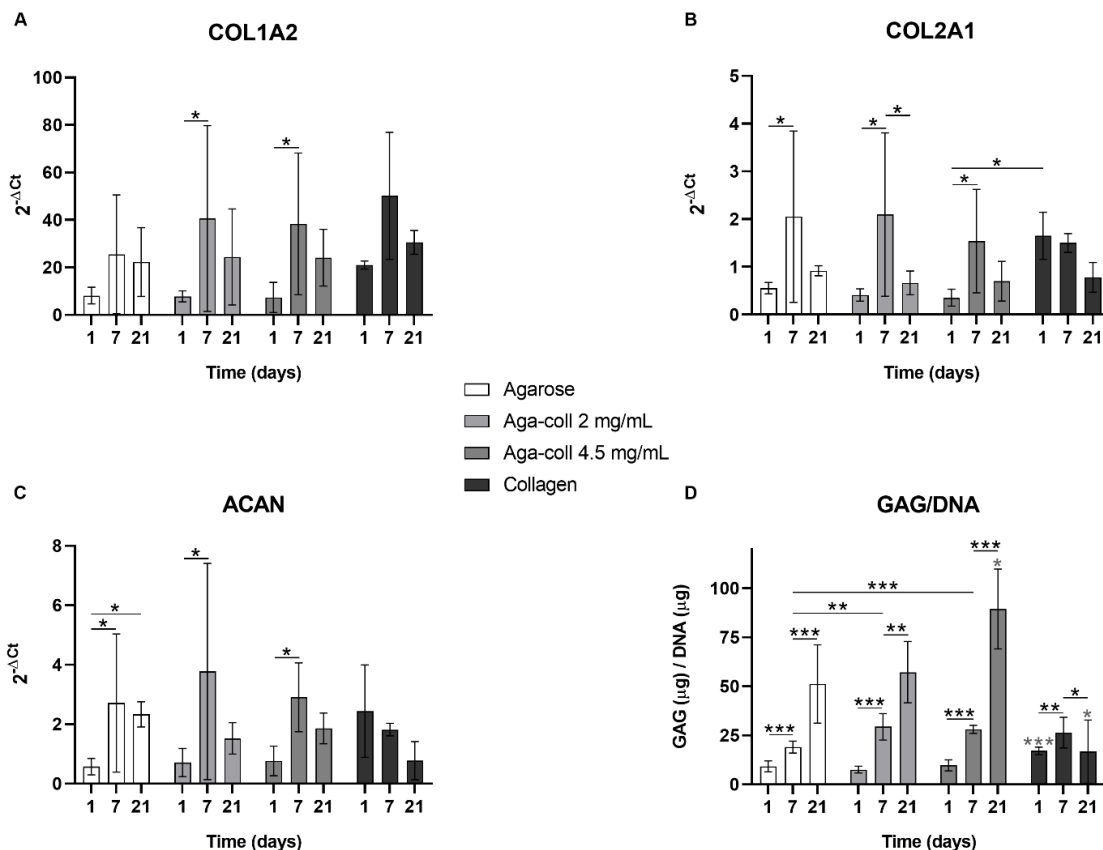 A
COL1A2
2^-ΔCt
100
80
60
40
20
0
*
*
1 7 21 1 7 21 1 7 21 1 7 21
Time (days)
B
COL2A1
2^-ΔCt
5
4
3
2
1
0
*
*
*
*
*
1 7 21 1 7 21 1 7 21 1 7 21
Time (days)
Agarose
Aga-coll 2 mg/mL
Aga-coll 4.5 mg/mL
Collagen
C
ACAN
2^-ΔCt
8
6
4
2
0
*
*
*
*
1 7 21 1 7 21 1 7 21 1 7 21
Time (days)
D
GAG/DNA
GAG (µg) / DNA (µg)
100
75
50
25
0
***
*
***
**
***
**
***
***
***
*
**
*
***
1 7 21 1 7 21 1 7 21 1 7 21
Time (days)